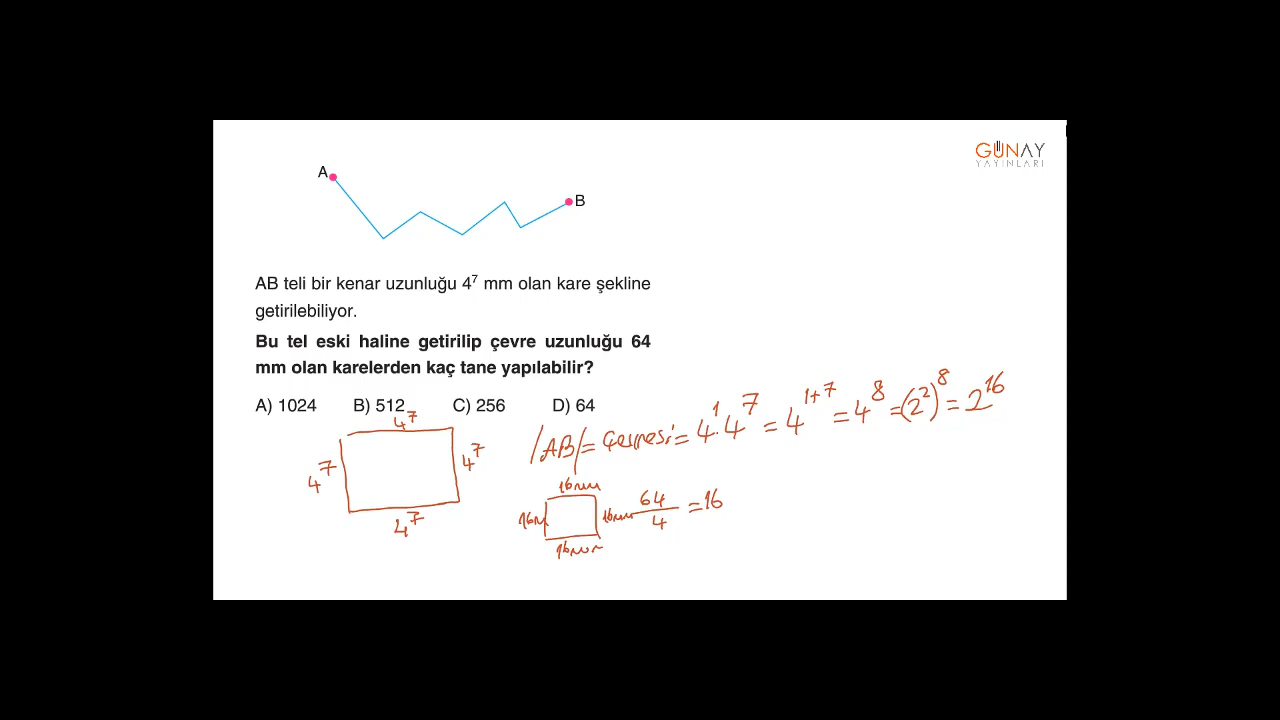 GÜNAY
YAYINLARI
A
B
AB teli bir kenar uzunluğu 4⁷ mm olan kare şekline
getirilebiliyor.
Bu tel eski haline getirilip çevre uzunluğu 64
mm olan karelerden kaç tane yapılabilir?
A) 1024 B) 512 C) 256 D) 64
4⁷
4⁷
4⁷
4⁷
/AB/ = Çevresi = 4¹·4⁷ = 4¹⁺⁷ = 4⁸ = (2²)⁸ = 2¹⁶
16mm
16m
16mm
16mm
64/4 = 16